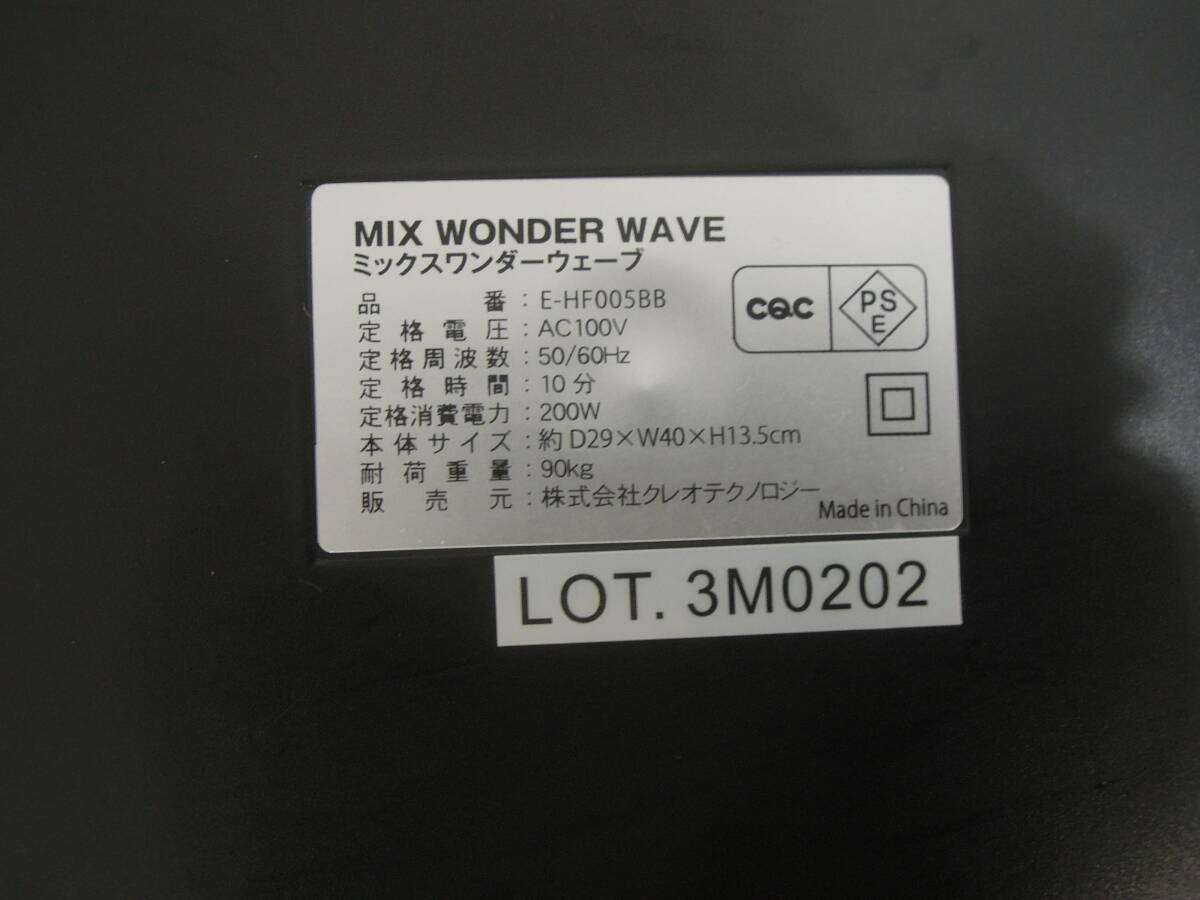 MIX WONDER WAVE
ミックスワンダーウェーブ
品番：E-HF005BB
定格電圧：AC100V
定格周波数：50/60Hz
定格時間：10分
定格消費電力：200W
本体サイズ：約D29×W40×H13.5cm
耐荷重量：90kg
販売元：株式会社クレオテクノロジー
CQC
PS
E
Made in China
LOT. 3M0202